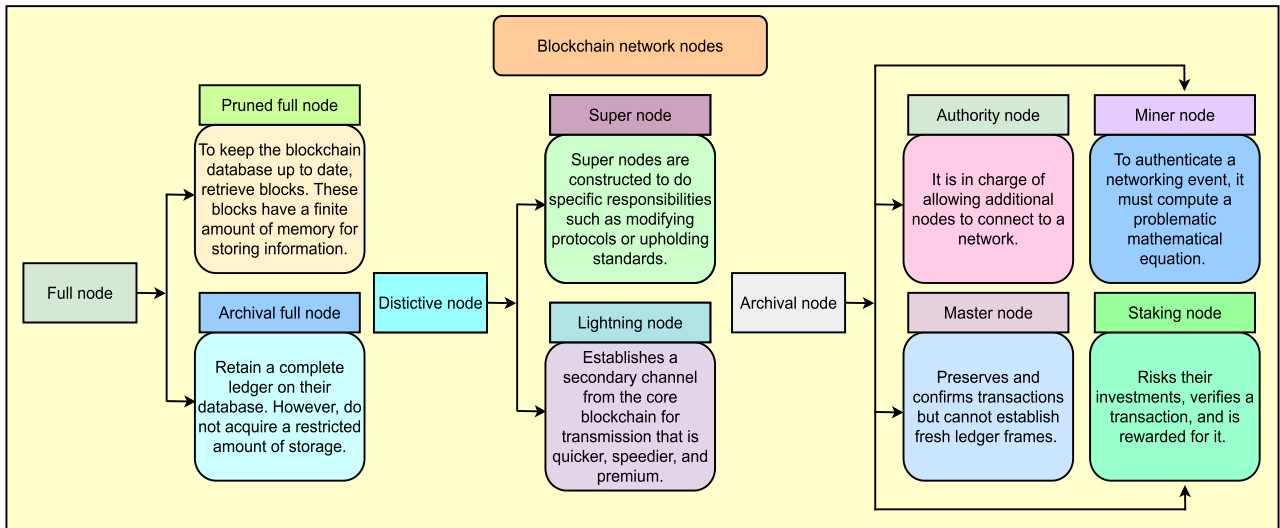 Blockchain network nodes
Full node
Pruned full node
To keep the blockchain
database up to date,
retrieve blocks. These
blocks have a finite
amount of memory for
storing information.
Archival full node
Retain a complete
ledger on their
database. However, do
not acquire a restricted
amount of storage.
Distictive node
Super node
Super nodes are
constructed to do
specific responsibilities
such as modifying
protocols or upholding
standards.
Lightning node
Establishes a
secondary channel
from the core
blockchain for
transmission that is
quicker, speedier, and
premium.
Archival node
Authority node
It is in charge of
allowing additional
nodes to connect to a
network.
Miner node
To authenticate a
networking event, it
must compute a
problematic
mathematical
equation.
Master node
Preserves and
confirms transactions
but cannot establish
fresh ledger frames.
Staking node
Risks their
investments, verifies a
transaction, and is
rewarded for it.